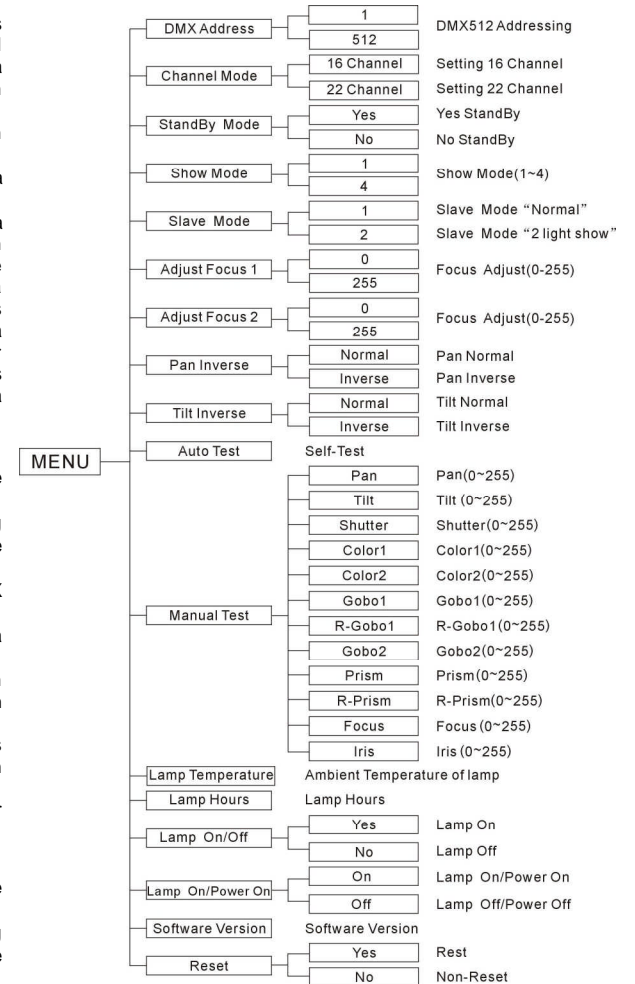 MENU
DMX Address
1
512
DMX512 Addressing
Channel Mode
16 Channel Setting 16 Channel
22 Channel Setting 22 Channel
StandBy Mode
Yes Yes StandBy
No No StandBy
Show Mode
1
4
Show Mode(1~4)
Slave Mode
1 Slave Mode “Normal”
2 Slave Mode “2 light show”
Adjust Focus 1
0
255
Focus Adjust(0-255)
Adjust Focus 2
0
255
Focus Adjust(0-255)
Pan Inverse
Normal Pan Normal
Inverse Pan Inverse
Tilt Inverse
Normal Tilt Normal
Inverse Tilt Inverse
Auto Test Self-Test
Manual Test
Pan Pan(0~255)
Tilt Tilt (0~255)
Shutter Shutter(0~255)
Color1 Color1(0~255)
Color2 Color2(0~255)
Gobo1 Gobo1(0~255)
R-Gobo1 R-Gobo1(0~255)
Gobo2 Gobo2(0~255)
Prism Prism(0~255)
R-Prism R-Prism(0~255)
Focus Focus (0~255)
Iris Iris (0~255)
Lamp Temperature Ambient Temperature of lamp
Lamp Hours Lamp Hours
Lamp On/Off
Yes Lamp On
No Lamp Off
Lamp On/Power On
On Lamp On/Power On
Off Lamp Off/Power Off
Software Version Software Version
Reset
Yes Rest
No Non-Reset